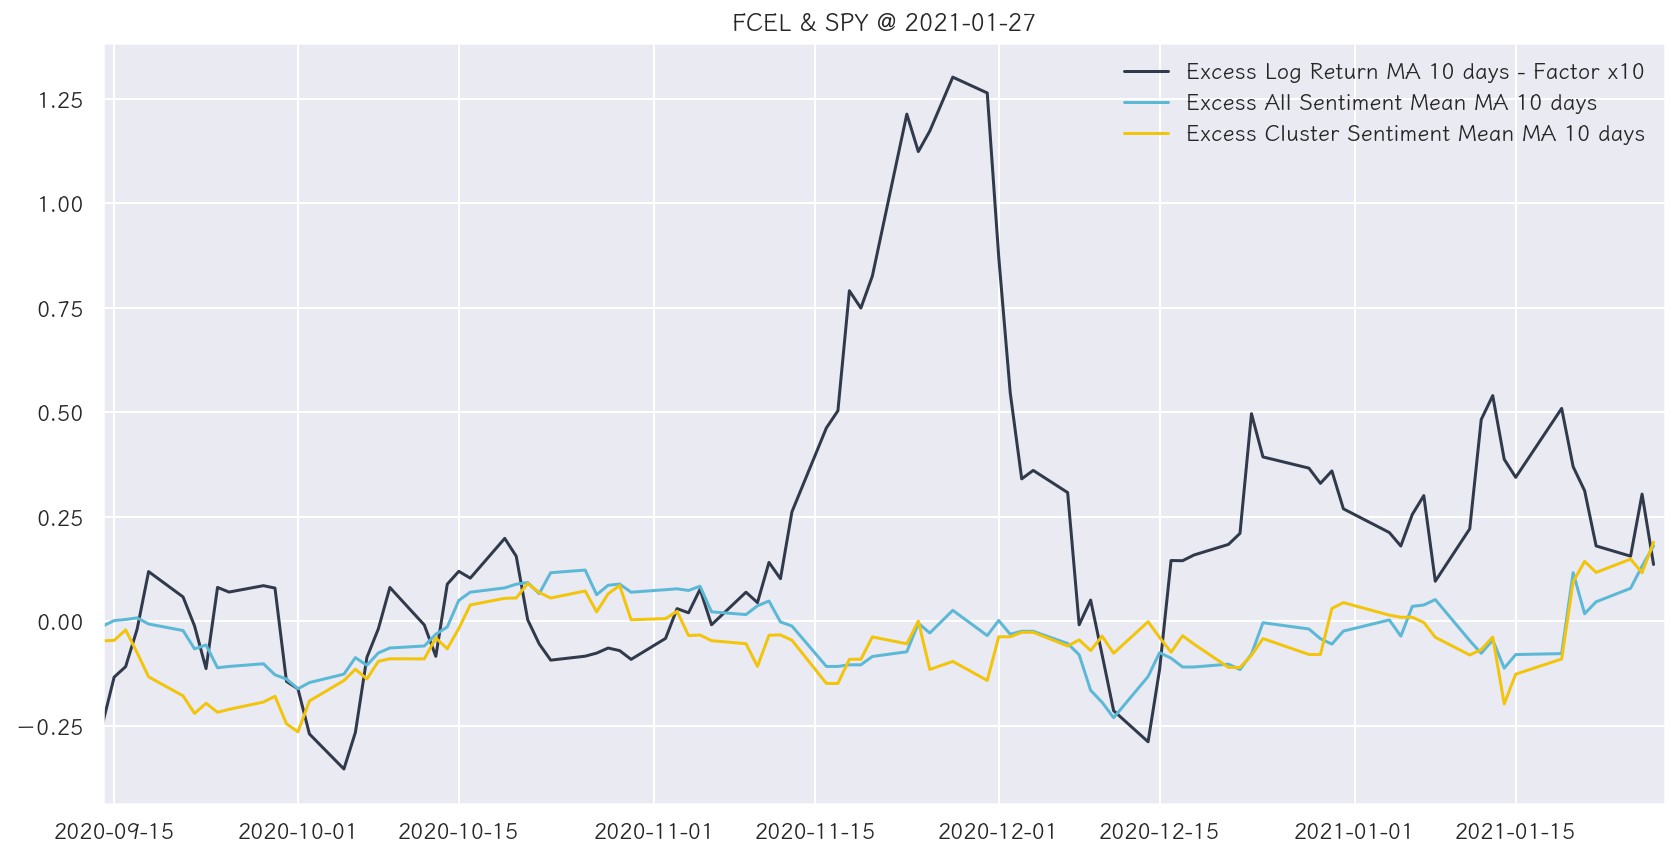 FCEL & SPY @ 2021-01-27
Excess Log Return MA 10 days - Factor x10
Excess All Sentiment Mean MA 10 days
Excess Cluster Sentiment Mean MA 10 days
1.25
1.00
0.75
0.50
0.25
0.00
−0.25
2020-09-15 2020-10-01 2020-10-15 2020-11-01 2020-11-15 2020-12-01 2020-12-15 2021-01-01 2021-01-15